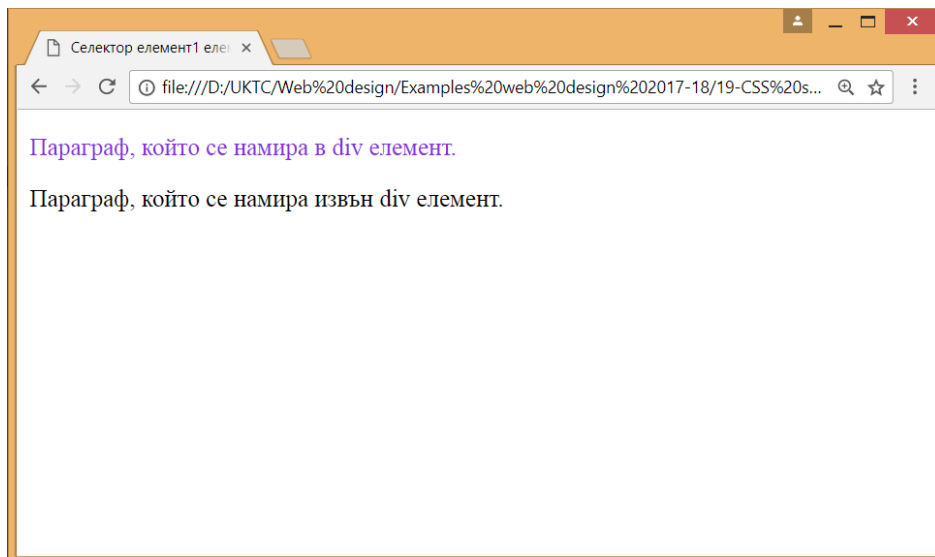 Селектор елемент1 еле
file:///D:/UKTC/Web%20design/Examples%20web%20design%202017-18/19-CSS%20s...
Параграф, който се намира в div елемент.
Параграф, който се намира извън div елемент.